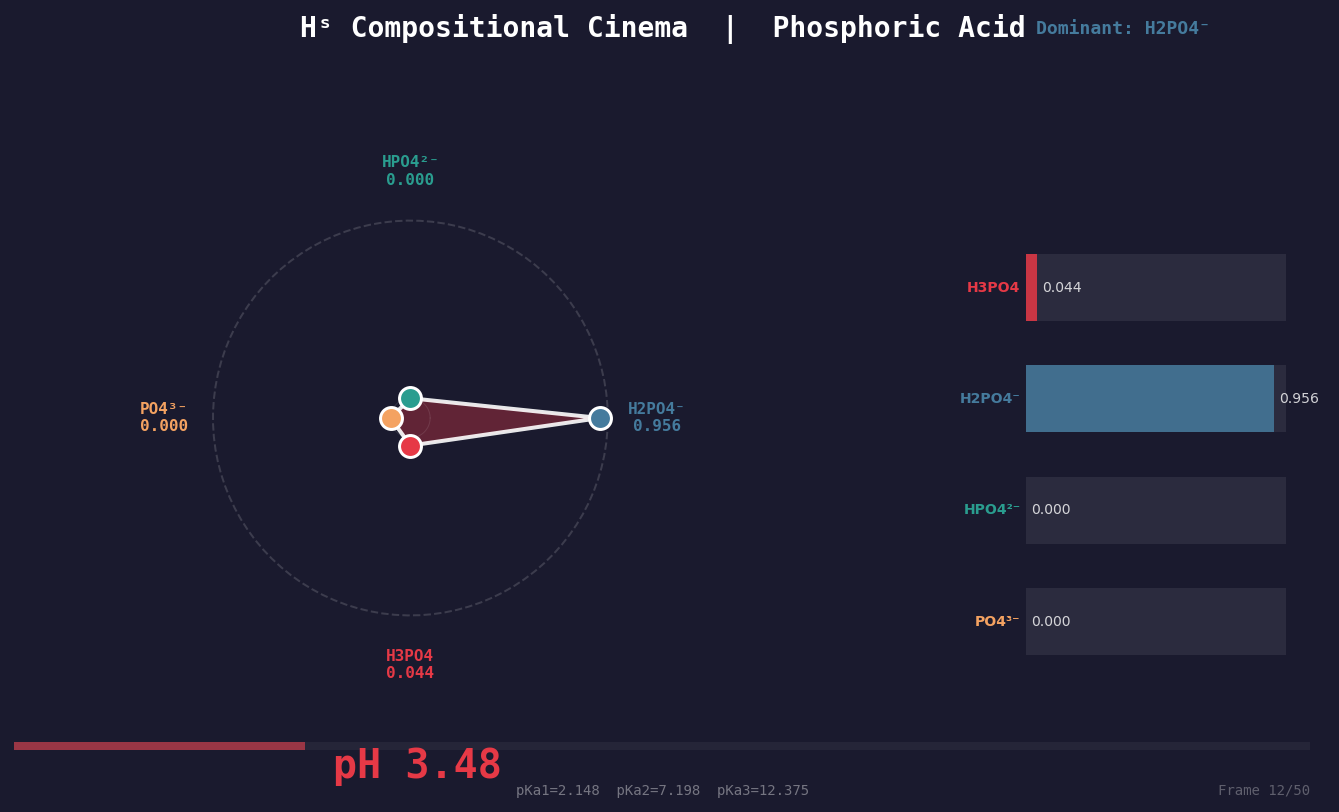 Hˢ Compositional Cinema  |  Phosphoric Acid
Dominant: H2PO4⁻
HPO4²⁻
0.000
PO4³⁻
0.000
H2PO4⁻
0.956
H3PO4
0.044
H3PO4 0.044
H2PO4⁻ 0.956
HPO4²⁻ 0.000
PO4³⁻ 0.000
pH 3.48
pKa1=2.148  pKa2=7.198  pKa3=12.375
Frame 12/50